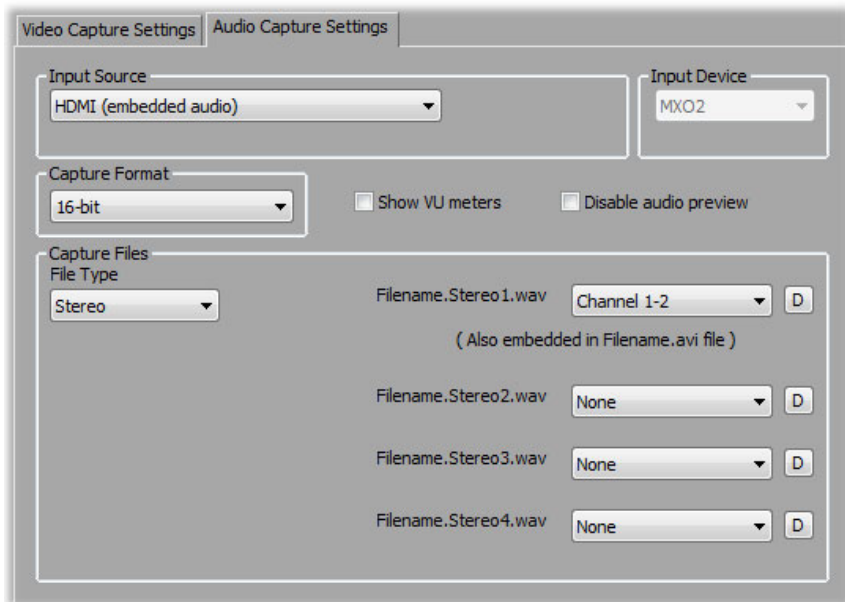 Video Capture Settings Audio Capture Settings
Input Source Input Device
HDMI (embedded audio) MXO2
Capture Format
16-bit Show VU meters Disable audio preview
Capture Files
File Type
Stereo Filename.Stereo1.wav Channel 1-2 D
( Also embedded in Filename.avi file )
Filename.Stereo2.wav None D
Filename.Stereo3.wav None D
Filename.Stereo4.wav None D